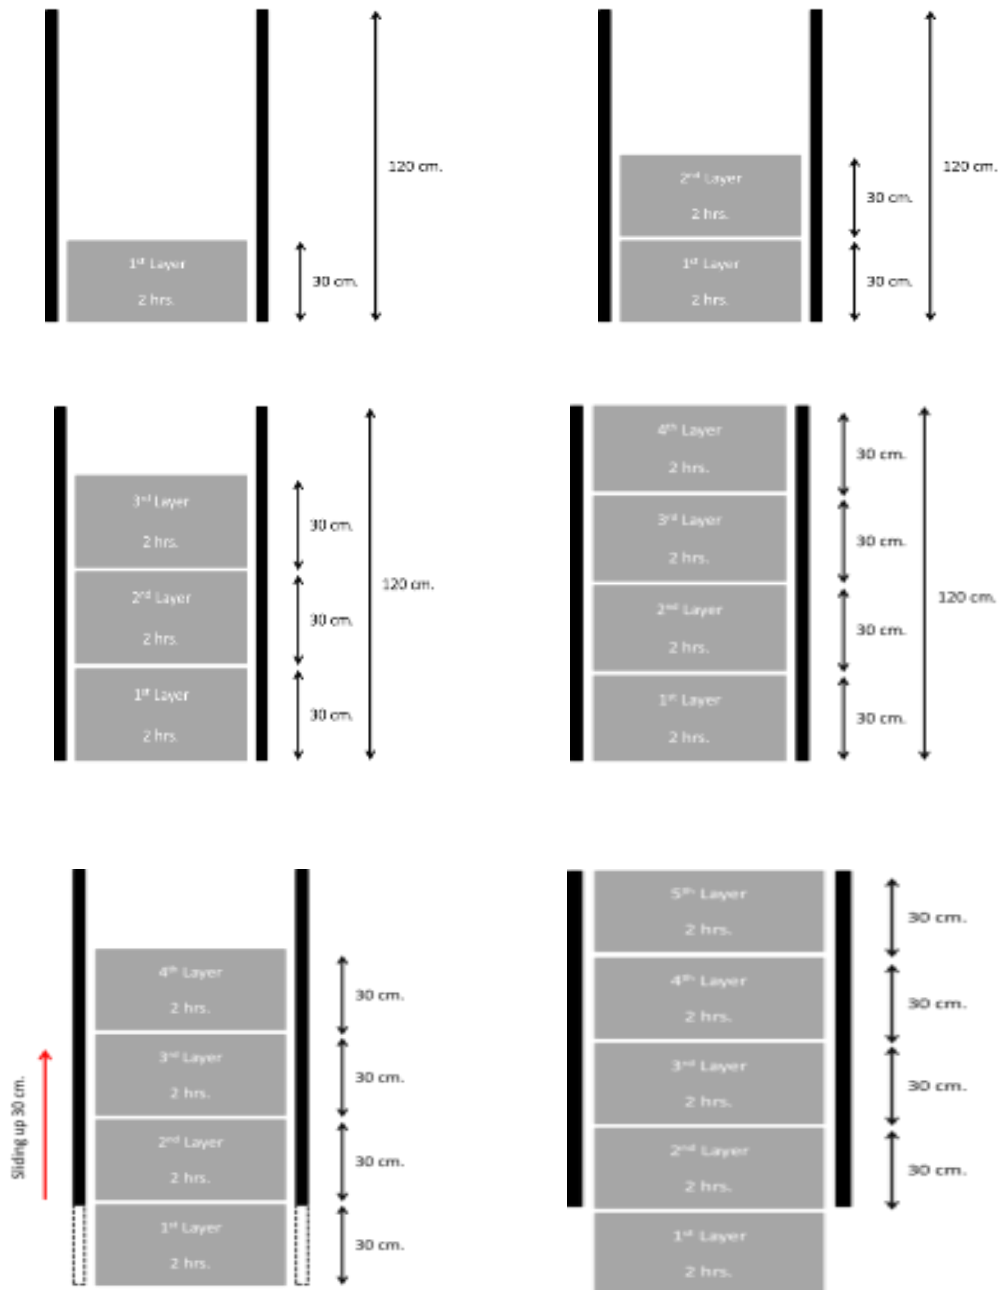 1st Layer
2 hrs.
30 cm.
120 cm.
2nd Layer
2 hrs.
1st Layer
2 hrs.
30 cm.
30 cm.
120 cm.
3rd Layer
2 hrs.
2nd Layer
2 hrs.
1st Layer
2 hrs.
30 cm.
30 cm.
30 cm.
120 cm.
4th Layer
2 hrs.
3rd Layer
2 hrs.
2nd Layer
2 hrs.
1st Layer
2 hrs.
30 cm.
30 cm.
30 cm.
30 cm.
120 cm.
Sliding up 30 cm.
4th Layer
2 hrs.
3rd Layer
2 hrs.
2nd Layer
2 hrs.
1st Layer
2 hrs.
30 cm.
30 cm.
30 cm.
30 cm.
5th Layer
2 hrs.
4th Layer
2 hrs.
3rd Layer
2 hrs.
2nd Layer
2 hrs.
1st Layer
2 hrs.
30 cm.
30 cm.
30 cm.
30 cm.